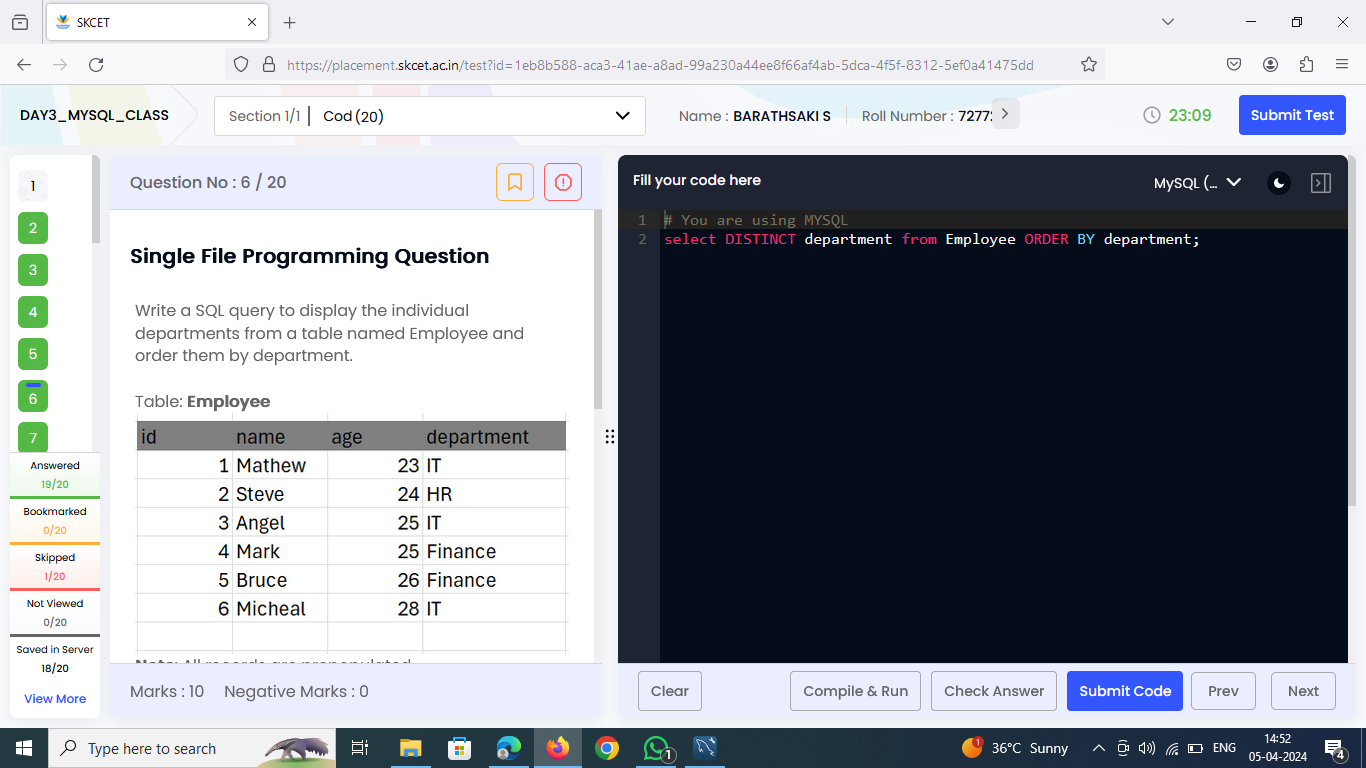 SKCET
https://placement.skcet.ac.in/test?id=1eb8b588-aca3-41ae-a8ad-99a230a44ee8f66af4ab-5dca-4f5f-8312-5ef0a41475dd
DAY3_MYSQL_CLASS
Section 1/1 | Cod (20)
Name : BARATHSAKI S
Roll Number : 7277
23:09
Submit Test
1
2
3
4
5
6
7
Answered
19/20
Bookmarked
0/20
Skipped
1/20
Not Viewed
0/20
Saved in Server
18/20
View More
Question No : 6 / 20
Single File Programming Question
Write a SQL query to display the individual
departments from a table named Employee and
order them by department.
Table: Employee
id name age department
1 Mathew 23 IT
2 Steve 24 HR
3 Angel 25 IT
4 Mark 25 Finance
5 Bruce 26 Finance
6 Micheal 28 IT
Note: All records are prepopulated
Marks : 10 Negative Marks : 0
Fill your code here
MySQL (...
1 # You are using MYSQL
2 select DISTINCT department from Employee ORDER BY department;
Clear
Compile & Run
Check Answer
Submit Code
Prev
Next
Type here to search
1
1
36°C Sunny
ENG
14:52
05-04-2024
4